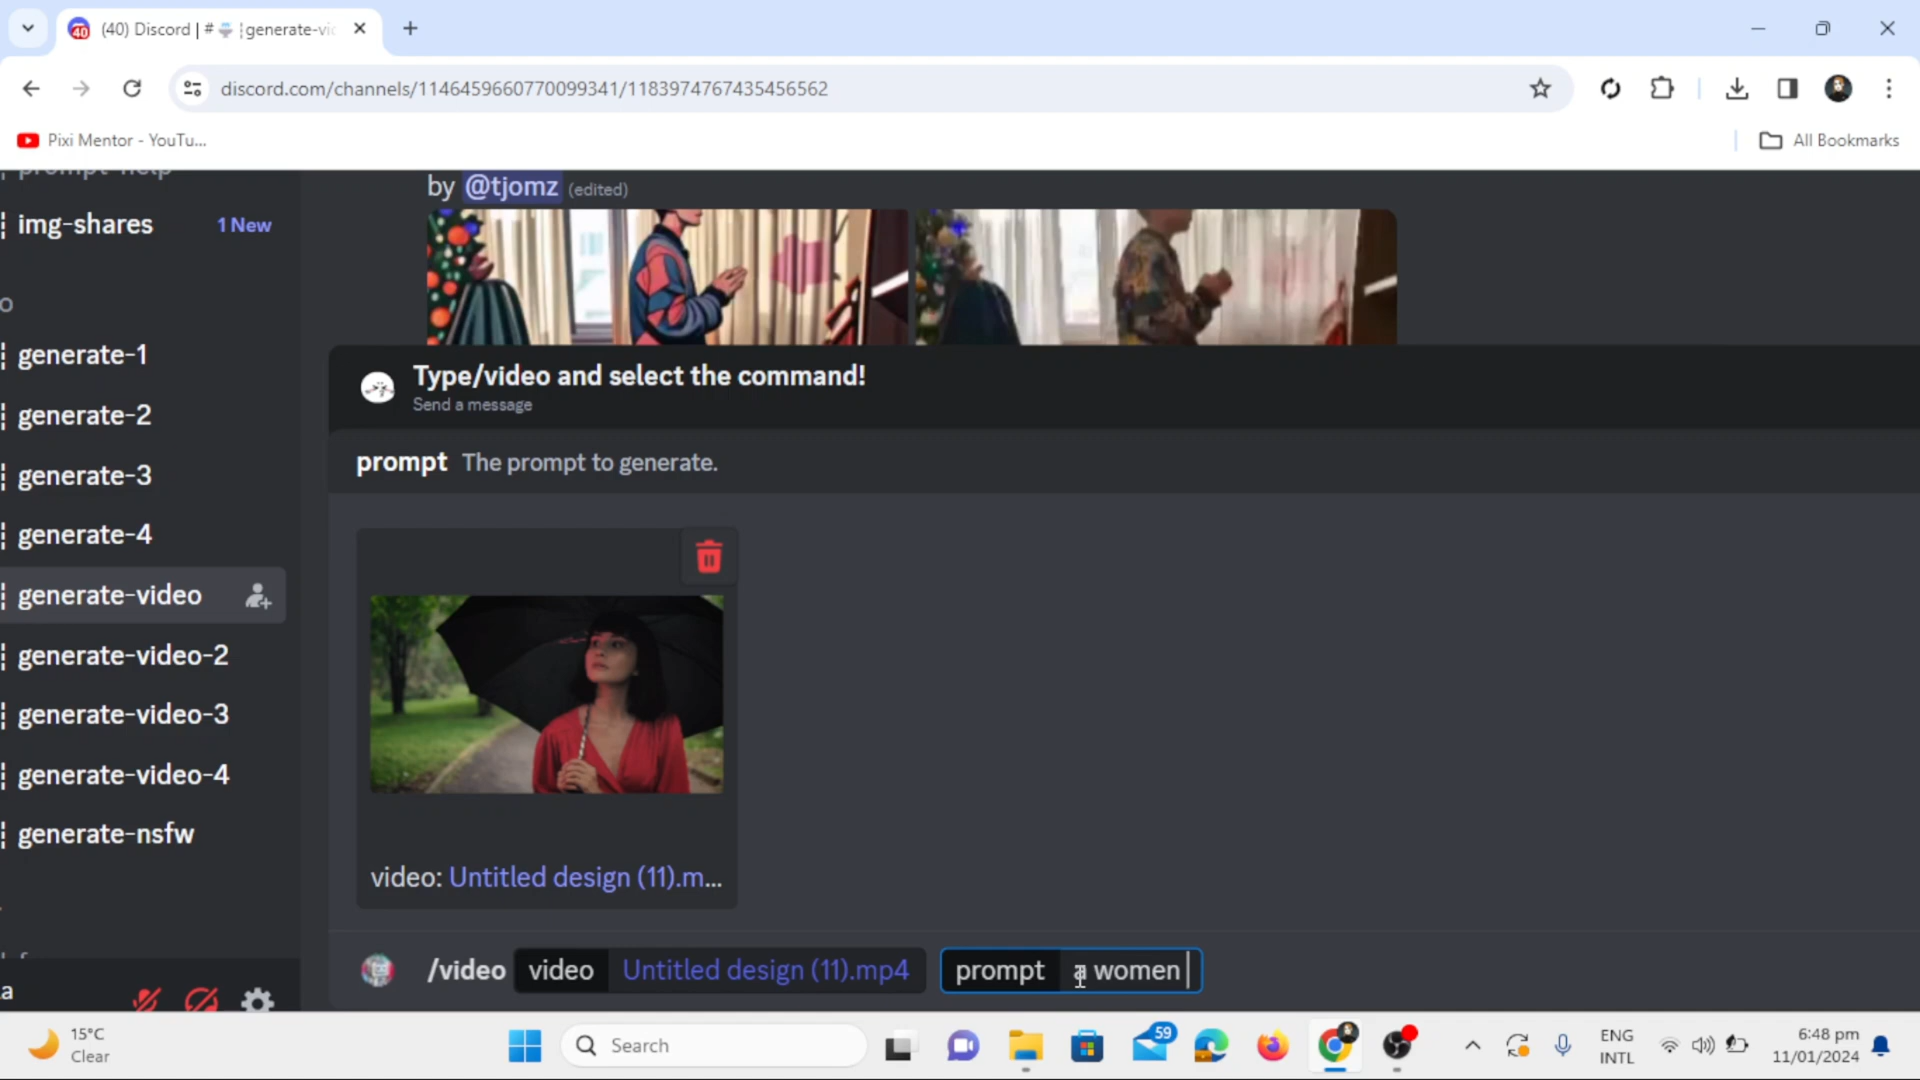 (40) Discord | # ¦generate-vi
discord.com/channels/1146459660770099341/1183974767435456562
Pixi Mentor - YouTu...
All Bookmarks
prompt-help
img-shares
1 New
o
generate-1
generate-2
generate-3
generate-4
generate-video
generate-video-2
generate-video-3
generate-video-4
generate-nsfw
a
by @tjomz (edited)
Type/video and select the command!
Send a message
prompt The prompt to generate.
video: Untitled design (11).m...
/video video Untitled design (11).mp4 prompt a women
15°C
Clear
Search
59
ENG
INTL
6:48 pm
11/01/2024